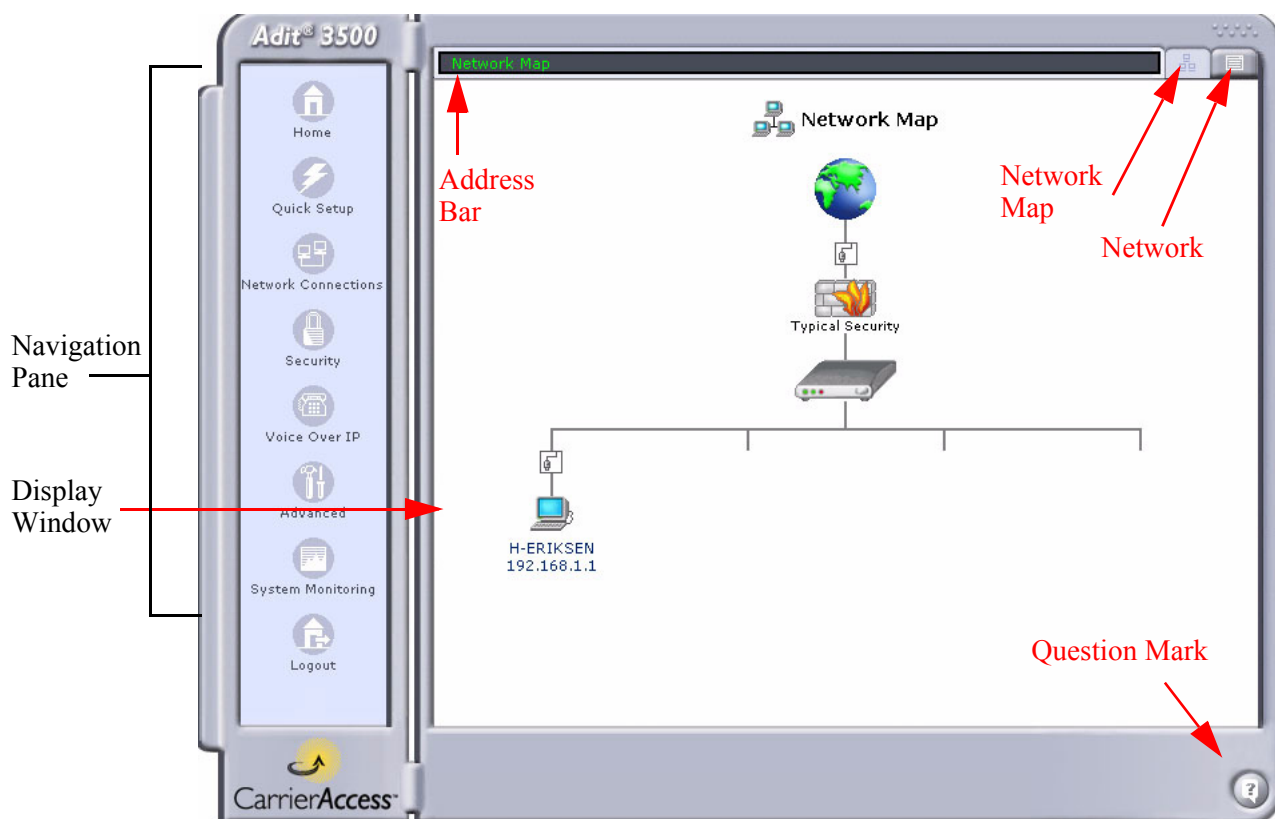 Adit® 3500
Network Map
Home
Quick Setup
Network Connections
Security
Voice Over IP
Advanced
System Monitoring
Logout
CarrierAccess™
Navigation
Pane
Display
Window
Network Map
Address
Bar
Network
Map
Network
Typical Security
H-ERIKSEN
192.168.1.1
Question Mark
?